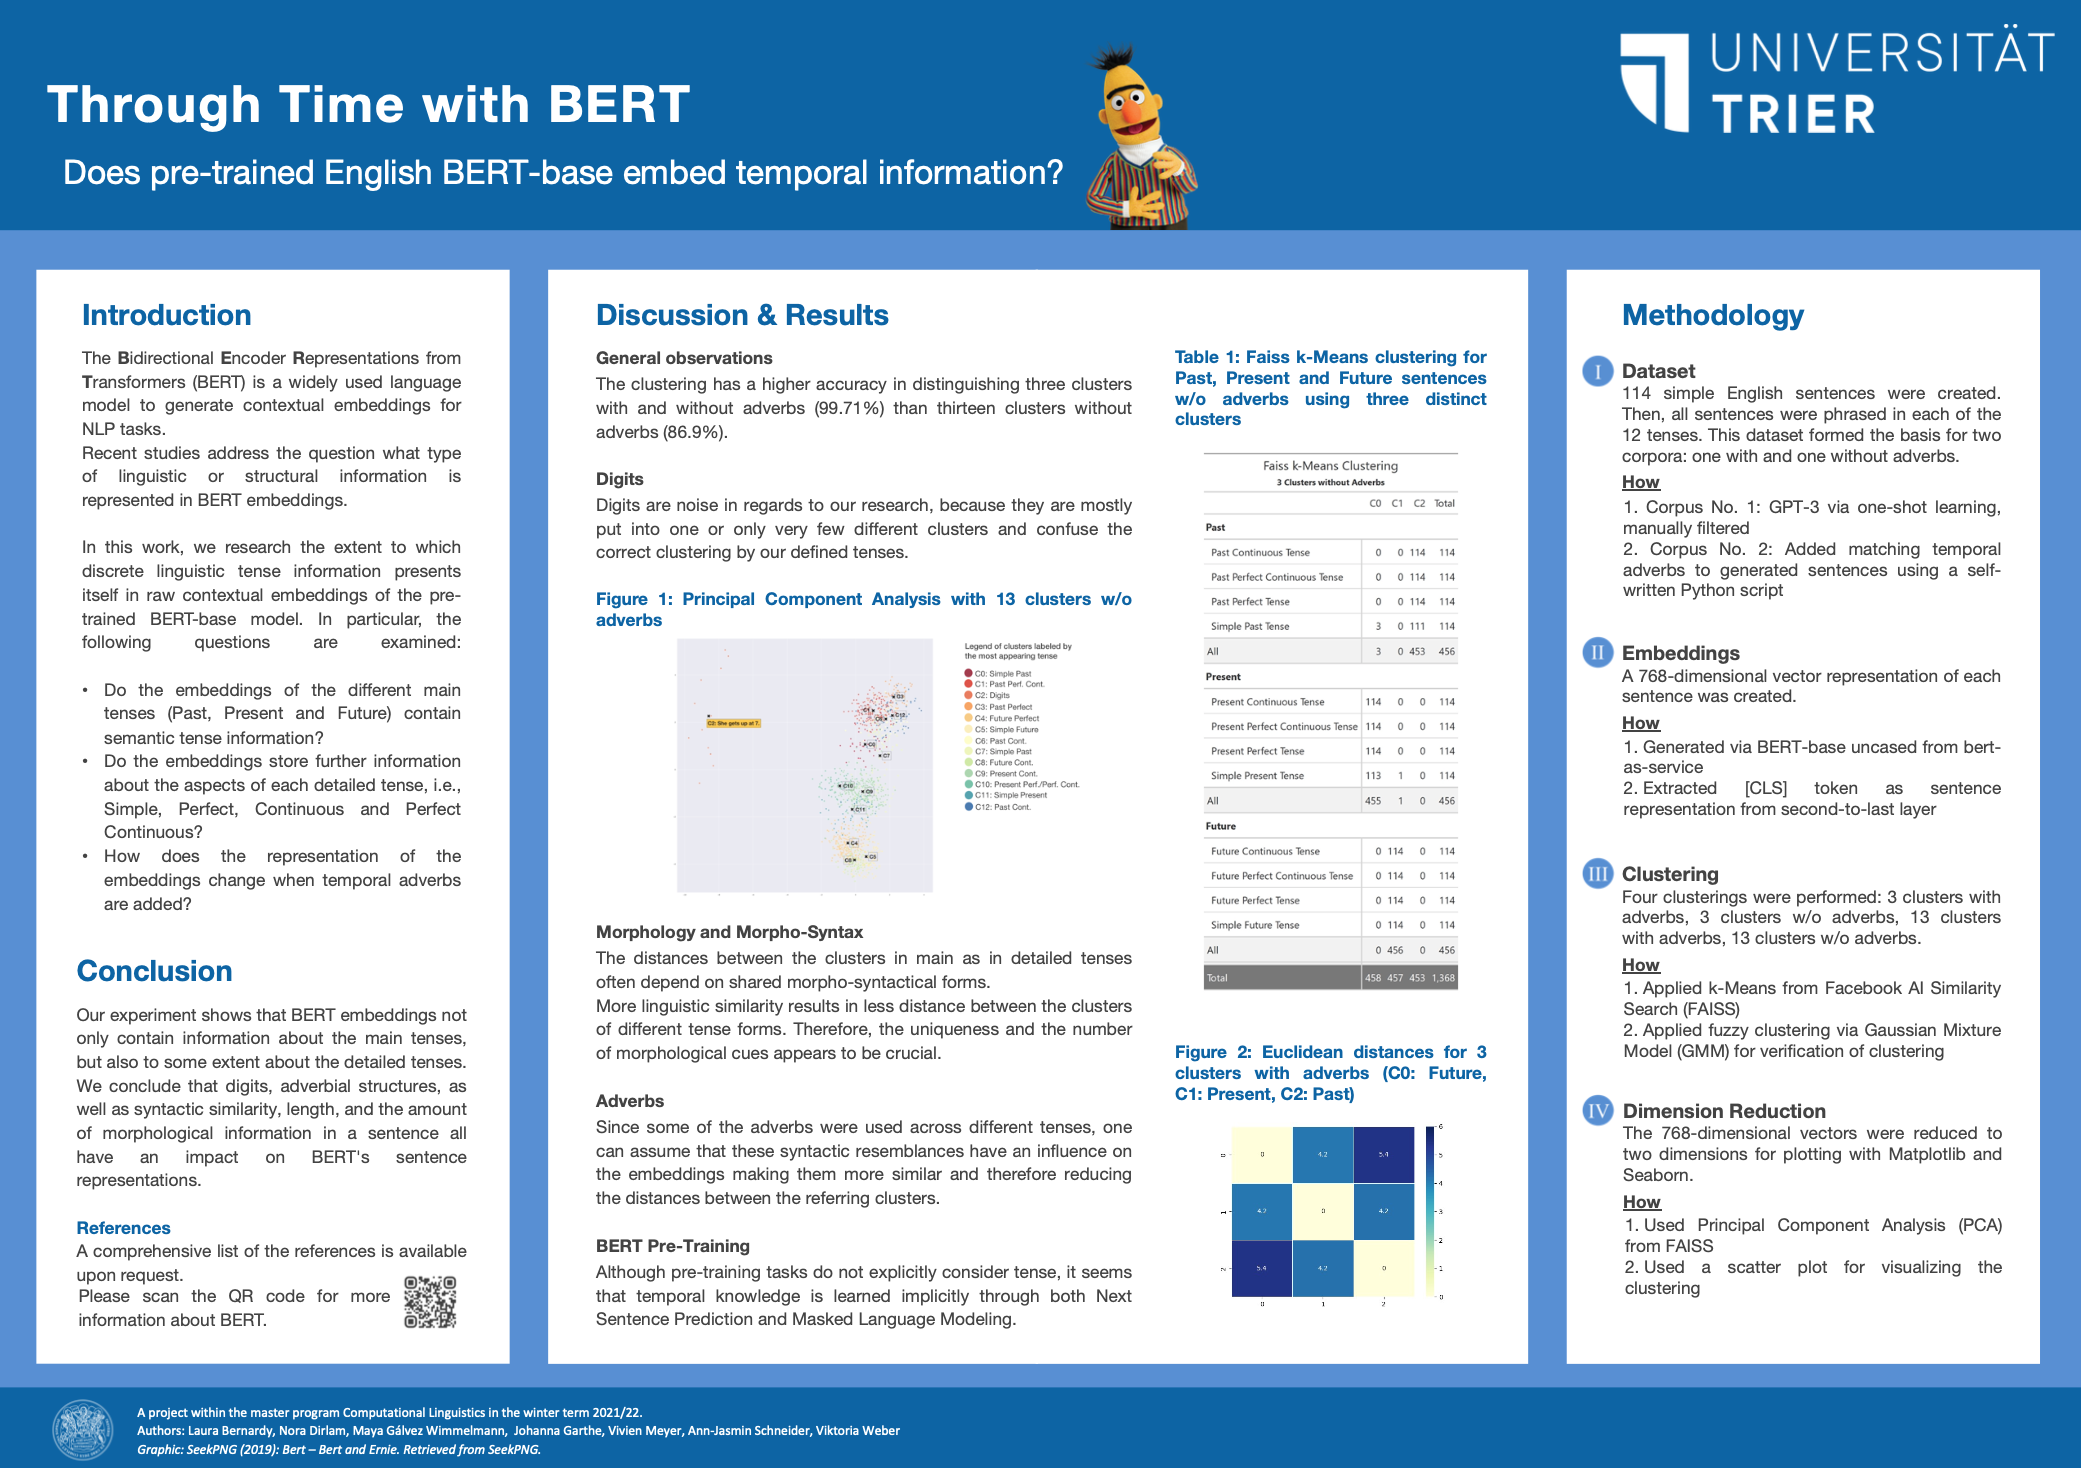 UNIVERSITÄT
TRIER
Through Time with BERT
Does pre-trained English BERT-base embed temporal information?
Introduction
The Bidirectional Encoder Representations from
Transformers (BERT) is a widely used language
model to generate contextual embeddings for
NLP tasks.
Recent studies address the question what type
of linguistic or structural information is
represented in BERT embeddings.
In this work, we research the extent to which
discrete linguistic tense information presents
itself in raw contextual embeddings of the pre-
trained BERT-base model. In particular, the
following questions are examined:
• Do the embeddings of the different main
tenses (Past, Present and Future) contain
semantic tense information?
• Do the embeddings store further information
about the aspects of each detailed tense, i.e.,
Simple, Perfect, Continuous and Perfect
Continuous?
• How does the representation of the
embeddings change when temporal adverbs
are added?
Conclusion
Our experiment shows that BERT embeddings not
only contain information about the main tenses,
but also to some extent about the detailed tenses.
We conclude that digits, adverbial structures, as
well as syntactic similarity, length, and the amount
of morphological information in a sentence all
have an impact on BERT's sentence
representations.
References
A comprehensive list of the references is available
upon request.
Please scan the QR code for more
information about BERT.
Discussion & Results
General observations
The clustering has a higher accuracy in distinguishing three clusters
with and without adverbs (99.71%) than thirteen clusters without
adverbs (86.9%).
Digits
Digits are noise in regards to our research, because they are mostly
put into one or only very few different clusters and confuse the
correct clustering by our defined tenses.
Figure 1: Principal Component Analysis with 13 clusters w/o
adverbs
C2: She gets up at 7.
C3
C1
C12
C0
C7
C10
C9
C11
C4
C8
C5
Legend of clusters labeled by
the most appearing tense
C0: Simple Past
C1: Past Perf. Cont.
C2: Digits
C3: Past Perfect
C4: Future Perfect
C5: Simple Future
C6: Past Cont.
C7: Simple Past
C8: Future Cont.
C9: Present Cont.
C10: Present Perf./Perf. Cont.
C11: Simple Present
C12: Past Cont.
Morphology and Morpho-Syntax
The distances between the clusters in main as in detailed tenses
often depend on shared morpho-syntactical forms.
More linguistic similarity results in less distance between the clusters
of different tense forms. Therefore, the uniqueness and the number
of morphological cues appears to be crucial.
Adverbs
Since some of the adverbs were used across different tenses, one
can assume that these syntactic resemblances have an influence on
the embeddings making them more similar and therefore reducing
the distances between the referring clusters.
BERT Pre-Training
Although pre-training tasks do not explicitly consider tense, it seems
that temporal knowledge is learned implicitly through both Next
Sentence Prediction and Masked Language Modeling.
Table 1: Faiss k-Means clustering for
Past, Present and Future sentences
w/o adverbs using three distinct
clusters
Faiss k-Means Clustering
3 Clusters without Adverbs
C0 C1 C2 Total
Past
Past Continuous Tense 0 0 114 114
Past Perfect Continuous Tense 0 0 114 114
Past Perfect Tense 0 0 114 114
Simple Past Tense 3 0 111 114
All 3 0 453 456
Present
Present Continuous Tense 114 0 0 114
Present Perfect Continuous Tense 114 0 0 114
Present Perfect Tense 114 0 0 114
Simple Present Tense 113 1 0 114
All 455 1 0 456
Future
Future Continuous Tense 0 114 0 114
Future Perfect Continuous Tense 0 114 0 114
Future Perfect Tense 0 114 0 114
Simple Future Tense 0 114 0 114
All 0 456 0 456
Total 458 457 453 1,368
Figure 2: Euclidean distances for 3
clusters with adverbs (C0: Future,
C1: Present, C2: Past)
0 0 4.2 5.4
1 4.2 0 4.2
2 5.4 4.2 0
0 1 2
6
5
4
3
2
1
0
Methodology
I Dataset
114 simple English sentences were created.
Then, all sentences were phrased in each of the
12 tenses. This dataset formed the basis for two
corpora: one with and one without adverbs.
How
1. Corpus No. 1: GPT-3 via one-shot learning,
manually filtered
2. Corpus No. 2: Added matching temporal
adverbs to generated sentences using a self-
written Python script
II Embeddings
A 768-dimensional vector representation of each
sentence was created.
How
1. Generated via BERT-base uncased from bert-
as-service
2. Extracted [CLS] token as sentence
representation from second-to-last layer
III Clustering
Four clusterings were performed: 3 clusters with
adverbs, 3 clusters w/o adverbs, 13 clusters
with adverbs, 13 clusters w/o adverbs.
How
1. Applied k-Means from Facebook AI Similarity
Search (FAISS)
2. Applied fuzzy clustering via Gaussian Mixture
Model (GMM) for verification of clustering
IV Dimension Reduction
The 768-dimensional vectors were reduced to
two dimensions for plotting with Matplotlib and
Seaborn.
How
1. Used Principal Component Analysis (PCA)
from FAISS
2. Used a scatter plot for visualizing the
clustering
A project within the master program Computational Linguistics in the winter term 2021/22.
Authors: Laura Bernardy, Nora Dirlam, Maya Gálvez Wimmelmann, Johanna Garthe, Vivien Meyer, Ann-Jasmin Schneider, Viktoria Weber
Graphic: SeekPNG (2019): Bert – Bert and Ernie. Retrieved from SeekPNG.